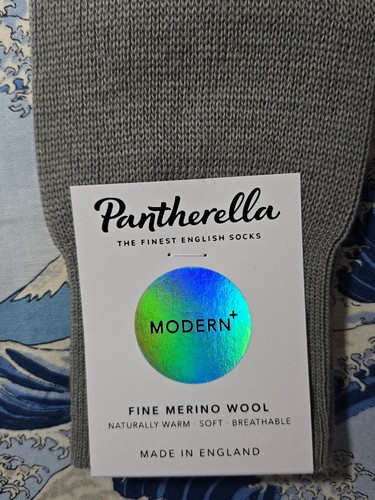 Pantherella
THE FINEST ENGLISH SOCKS
MODERN+
FINE MERINO WOOL
NATURALLY WARM · SOFT · BREATHABLE
MADE IN ENGLAND